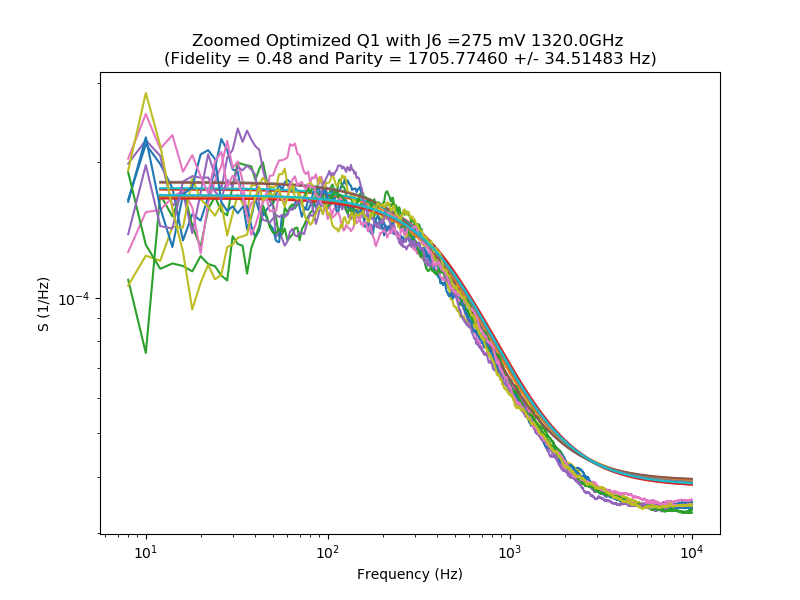 Zoomed Optimized Q1 with J6 =275 mV 1320.0GHz
(Fidelity = 0.48 and Parity = 1705.77460 +/- 34.51483 Hz)
S (1/Hz)
10⁻⁴
10¹ 10² 10³ 10⁴
Frequency (Hz)